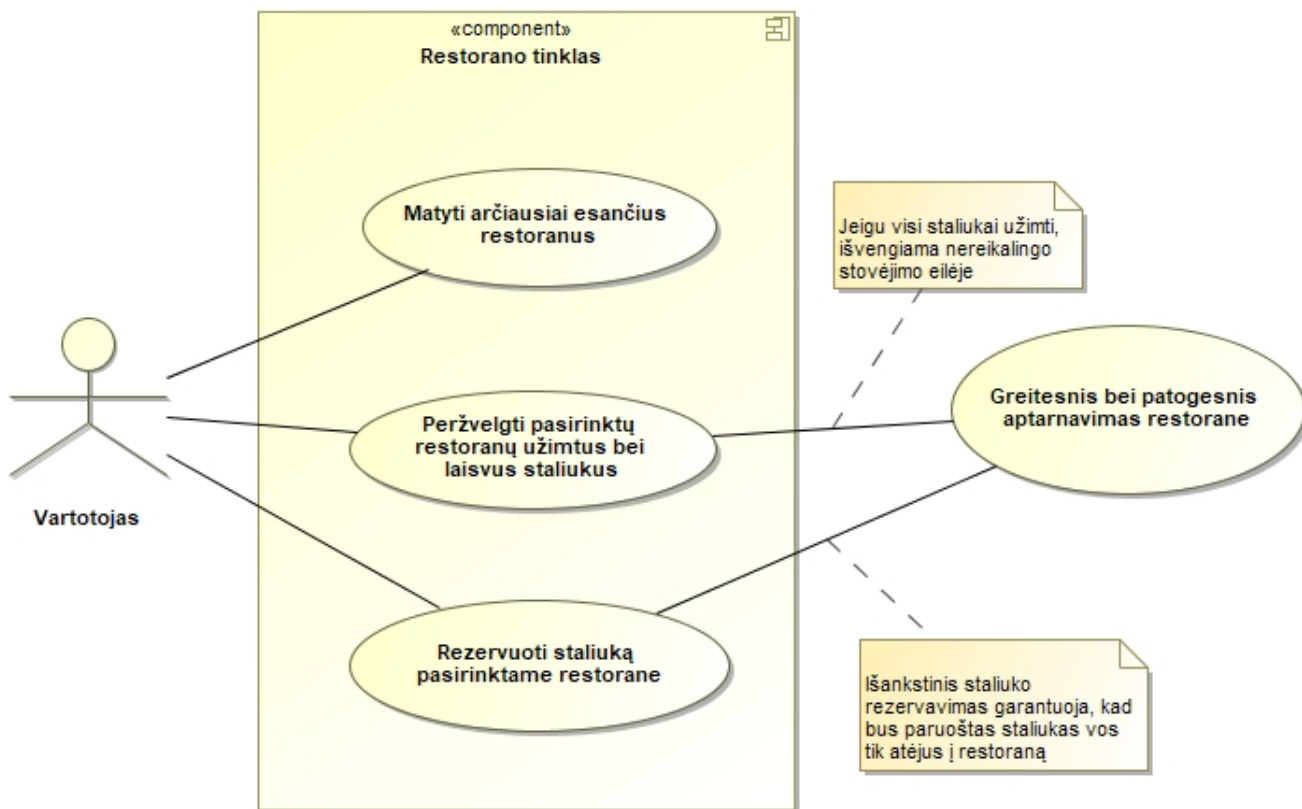 «component»
Restorano tinklas
Matyti arčiausiai esančius
restoranus
Jeigu visi staliukai užimti,
išvengiama nereikalingo
stovėjimo eilėje
Peržvelgti pasirinktų
restoranų užimtus bei
laisvus staliukus
Greitesnis bei patogesnis
aptarnavimas restorane
Vartotojas
Rezervuoti staliuką
pasirinktame restorane
Išankstinis staliuko
rezervavimas garantuoja, kad
bus paruoštas staliukas vos
tik atėjus į restoraną